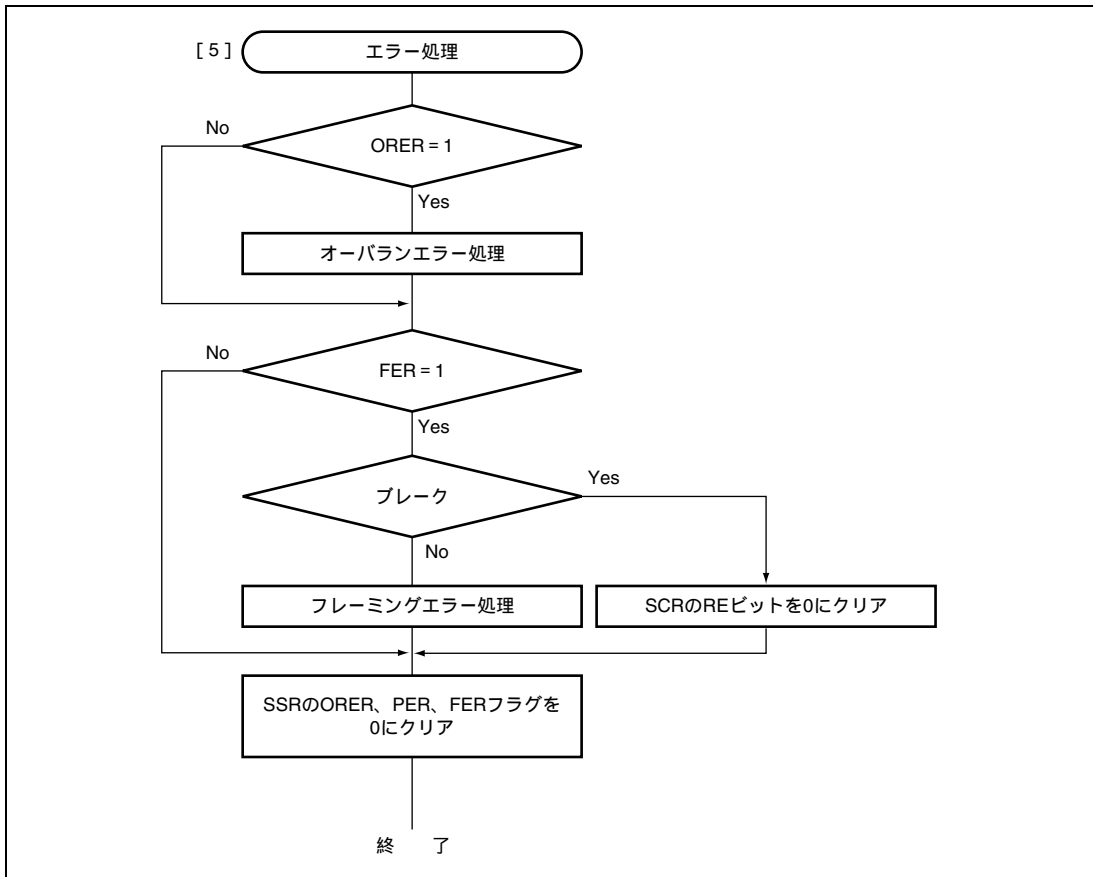 [ 5 ] エラー処理
No
ORER = 1
Yes
オーバランエラー処理
No
FER = 1
Yes
ブレーク
Yes
No
フレーミングエラー処理
SCRのREビットを0にクリア
SSRのORER、PER、FERフラグを
0にクリア
終 了